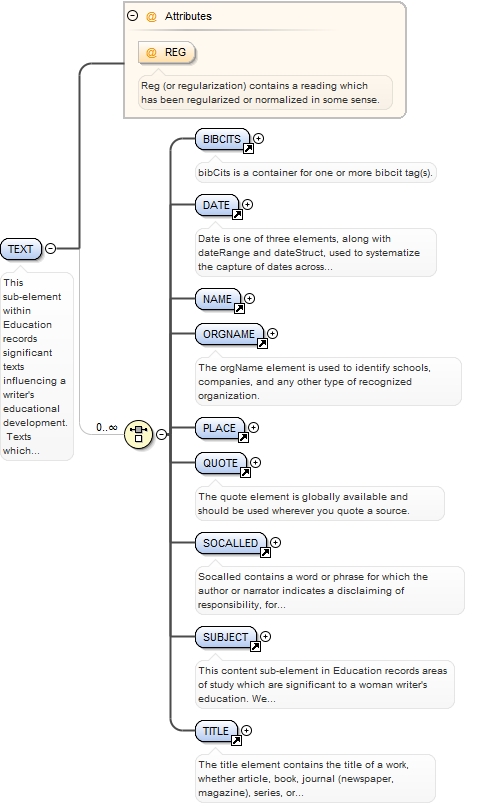 @ Attributes
@ REG
Reg (or regularization) contains a reading which
has been regularized or normalized in some sense.
BIBCITS
bibCits is a container for one or more bibcit tag(s).
DATE
Date is one of three elements, along with
dateRange and dateStruct, used to systematize
the capture of dates across...
TEXT
This
sub-element
within
Education
records
significant
texts
influencing a
writer's
educational
development.
Texts
which...
NAME
ORGNAME
The orgName element is used to identify schools,
companies, and any other type of recognized
organization.
0..∞
PLACE
QUOTE
The quote element is globally available and
should be used wherever you quote a source.
SOCALLED
Socalled contains a word or phrase for which the
author or narrator indicates a disclaiming of
responsibility, for...
SUBJECT
This content sub-element in Education records areas
of study which are significant to a woman writer's
education. We...
TITLE
The title element contains the title of a work,
whether article, book, journal (newspaper,
magazine), series, or...